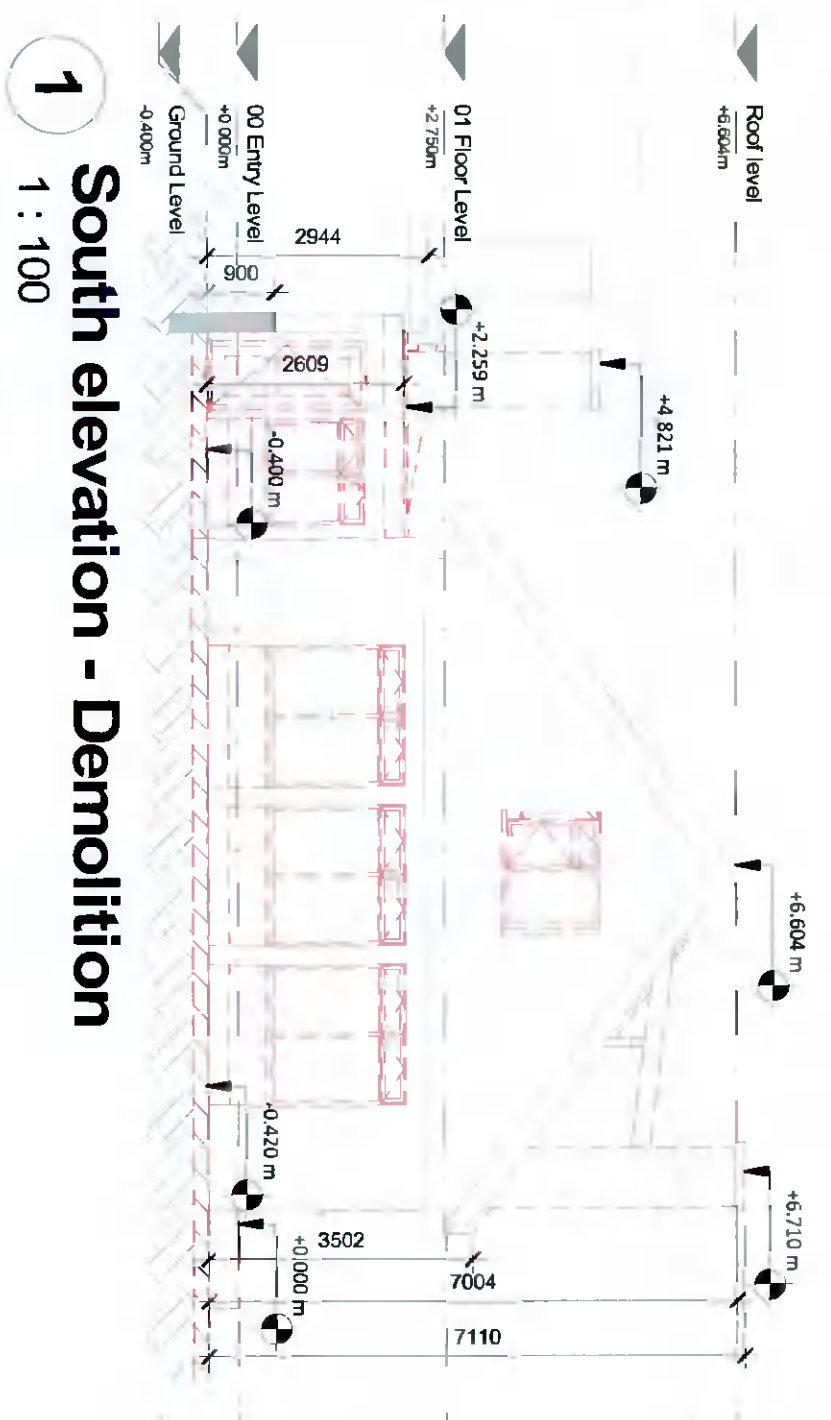 Roof level
+6.604m
01 Floor Level
+2.750m
00 Entry Level
+0.000m
Ground Level
-0.400m
+6.604 m
+6.710 m
+4.821 m
+2.259 m
-0.400 m
-0.420 m
+0.000 m
2944
900
2609
3502
7004
7110
1
South elevation - Demolition
1 : 100